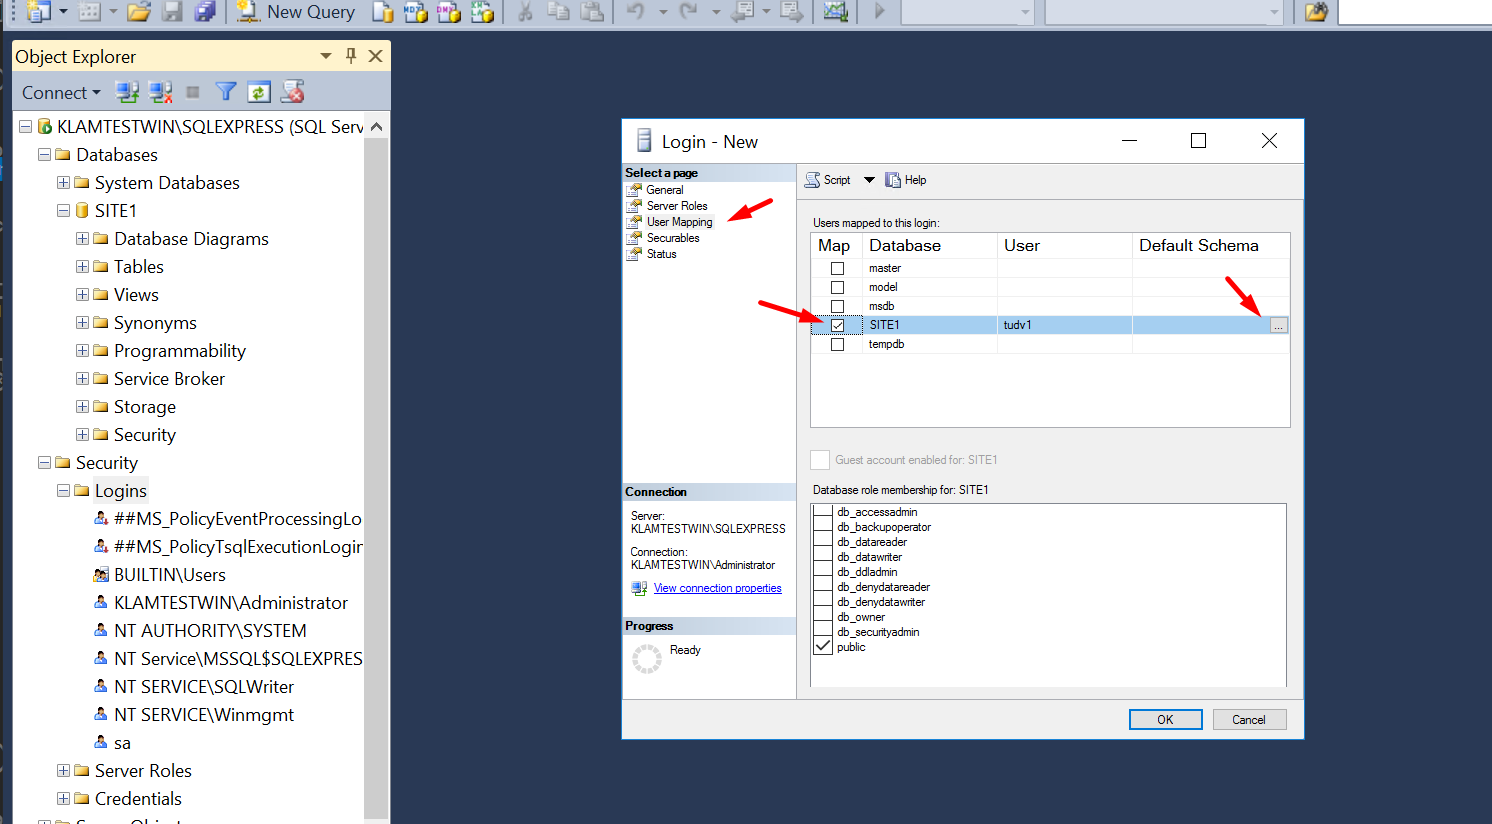 New Query
MDX
DMX
Object Explorer
Connect
KLAMTESTWIN\SQLEXPRESS (SQL Serv
Databases
System Databases
SITE1
Database Diagrams
Tables
Views
Synonyms
Programmability
Service Broker
Storage
Security
Security
Logins
##MS_PolicyEventProcessingLo
##MS_PolicyTsqlExecutionLogin
BUILTIN\Users
KLAMTESTWIN\Administrator
NT AUTHORITY\SYSTEM
NT Service\MSSQL$SQLEXPRES
NT SERVICE\SQLWriter
NT SERVICE\Winmgmt
sa
Server Roles
Credentials
Login - New
Select a page
General
Server Roles
User Mapping
Securables
Status
Connection
Server:
KLAMTESTWIN\SQLEXPRESS
Connection:
KLAMTESTWIN\Administrator
View connection properties
Progress
Ready
Script
Help
Users mapped to this login:
Map Database User Default Schema
master
model
msdb
SITE1 tudv1 ...
tempdb
Guest account enabled for: SITE1
Database role membership for: SITE1
db_accessadmin
db_backupoperator
db_datareader
db_datawriter
db_ddladmin
db_denydatareader
db_denydatawriter
db_owner
db_securityadmin
public
OK
Cancel